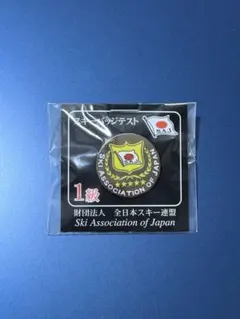 スキーバッジテスト
S.A.J
SKI ASSOCIATION OF JAPAN
1級
財団法人 全日本スキー連盟
Ski Association of Japan